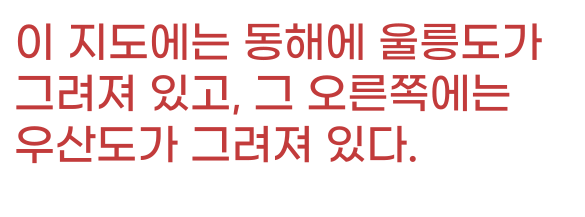 이 지도에는 동해에 울릉도가
그려져 있고, 그 오른쪽에는
우산도가 그려져 있다.